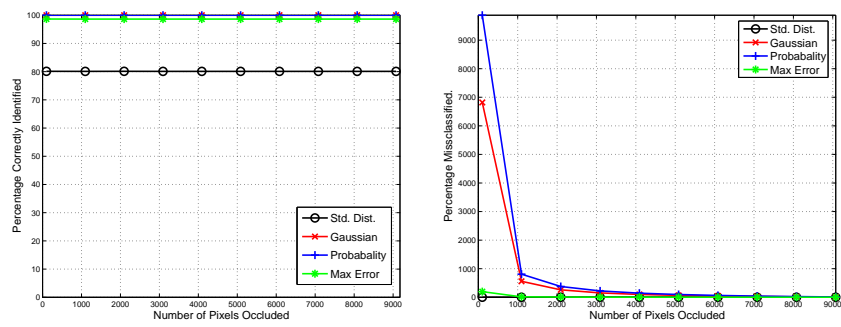 100
90
80
70
60
50
40
30
20
10
0
Percentage Correctly Identified
0 1000 2000 3000 4000 5000 6000 7000 8000 9000
Number of Pixels Occluded
Std. Dist.
Gaussian
Probabality
Max Error
9000
8000
7000
6000
5000
4000
3000
2000
1000
0
Percentage Missclassified.
0 1000 2000 3000 4000 5000 6000 7000 8000 9000
Number of Pixels Occluded
Std. Dist.
Gaussian
Probabality
Max Error